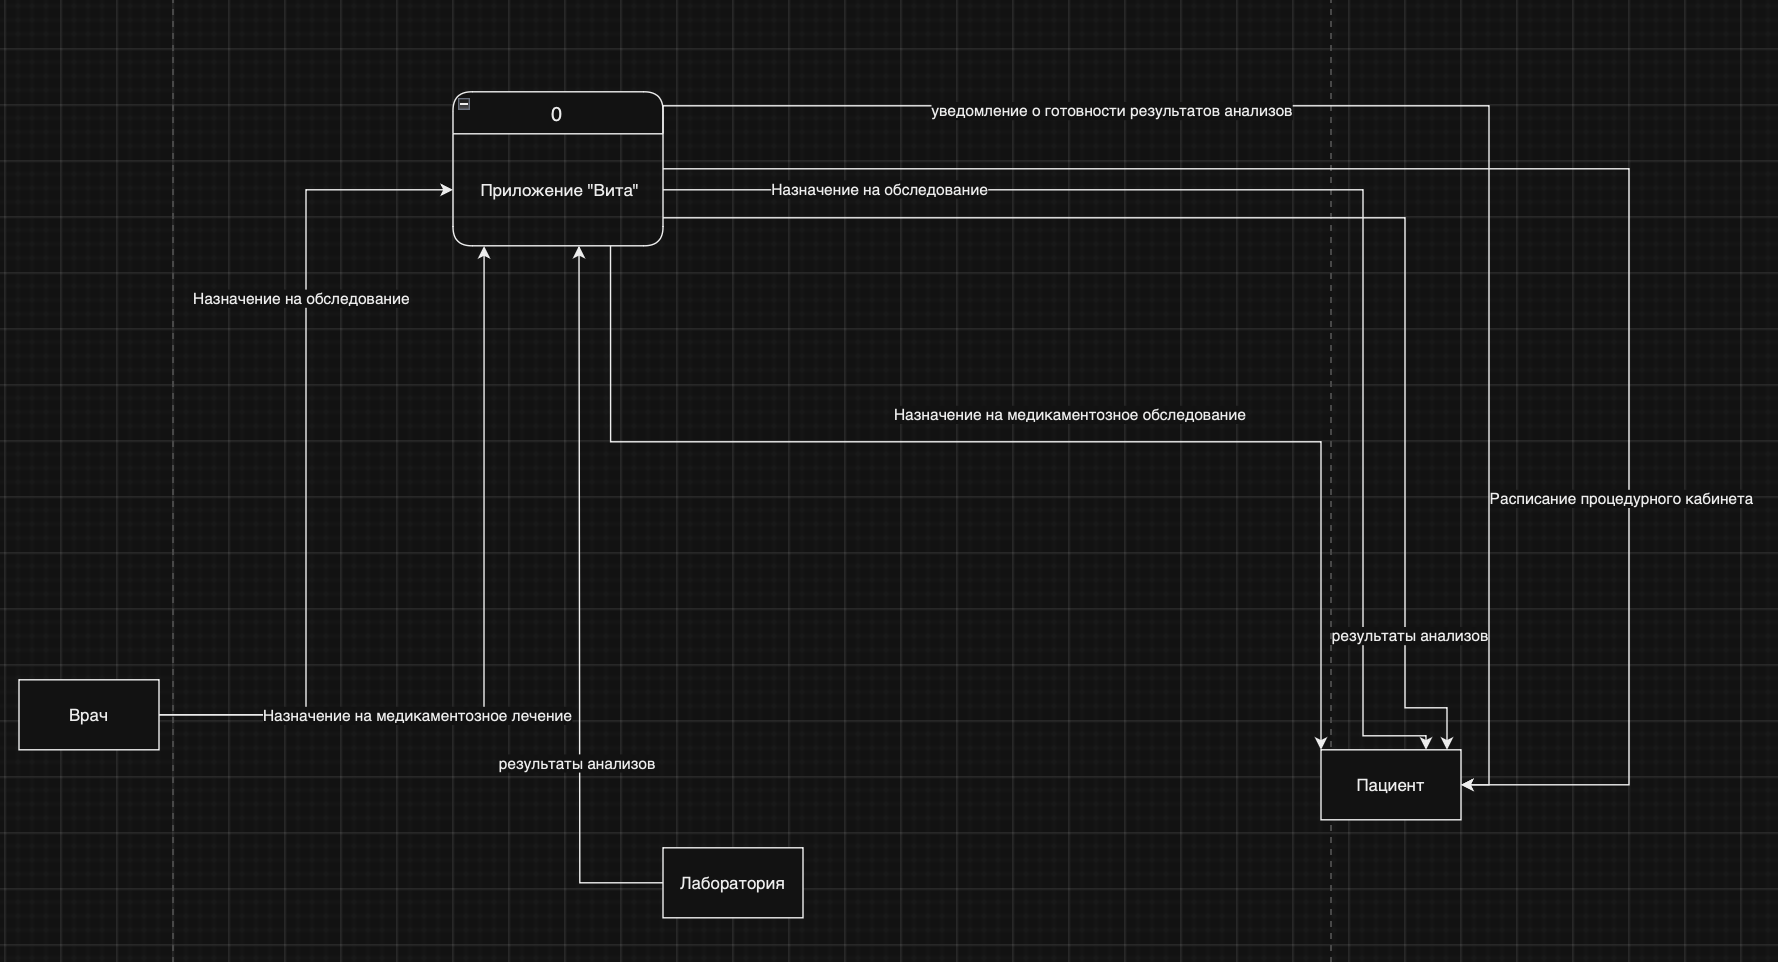 0
уведомление о готовности результатов анализов
Приложение "Вита"
Назначение на обследование
Назначение на обследование
Назначение на медикаментозное обследование
Расписание процедурного кабинета
результаты анализов
Врач
Назначение на медикаментозное лечение
результаты анализов
Пациент
Лаборатория